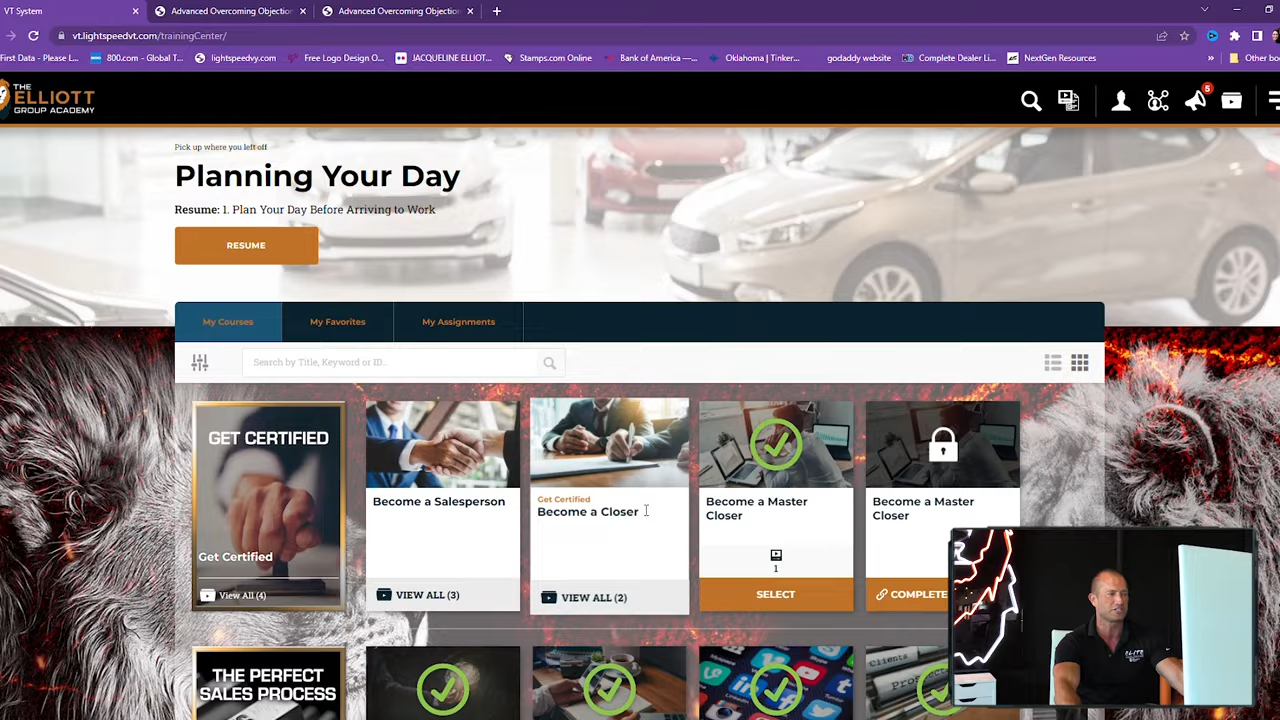 VT System
Advanced Overcoming Objection
Advanced Overcoming Objection
vt.lightspeedvt.com/trainingCenter/
First Data - Please L...
800.com - Global T...
lightspeedvy.com
Free Logo Design O...
JACQUELINE ELLIOT...
Stamps.com Online
Bank of America —...
Oklahoma | Tinker...
godaddy website
Complete Dealer Li...
NextGen Resources
»
Other bo
THE
ELLIOTT
GROUP ACADEMY
5
Pick up where you left off
Planning Your Day
Resume: 1. Plan Your Day Before Arriving to Work
RESUME
My Courses
My Favorites
My Assignments
Search by Title, Keyword or ID...
GET CERTIFIED
Get Certified
View All (4)
Become a Salesperson
VIEW ALL (3)
Get Certified
Become a Closer
VIEW ALL (2)
Become a Master
Closer
1
SELECT
Become a Master
Closer
COMPLETE
THE PERFECT
SALES PROCESS
Clients